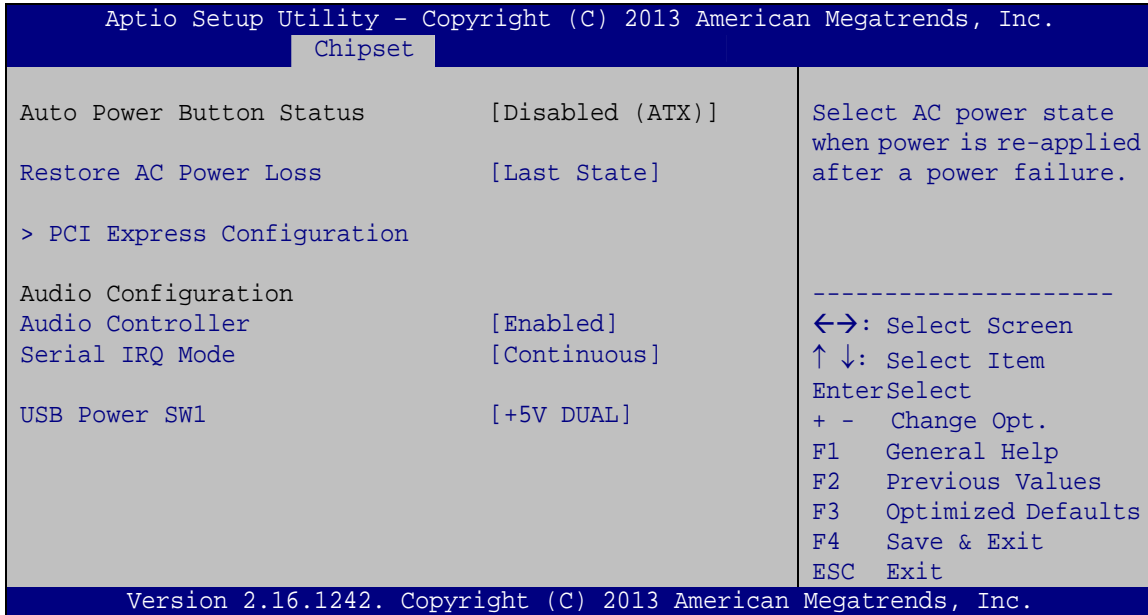 Aptio Setup Utility – Copyright (C) 2013 American Megatrends, Inc.
Chipset
Auto Power Button Status [Disabled (ATX)]
Restore AC Power Loss [Last State]
> PCI Express Configuration
Audio Configuration
Audio Controller [Enabled]
Serial IRQ Mode [Continuous]
USB Power SW1 [+5V DUAL]
Select AC power state
when power is re-applied
after a power failure.
---------------------
←→: Select Screen
↑ ↓: Select Item
EnterSelect
+ - Change Opt.
F1 General Help
F2 Previous Values
F3 Optimized Defaults
F4 Save & Exit
ESC Exit
Version 2.16.1242. Copyright (C) 2013 American Megatrends, Inc.